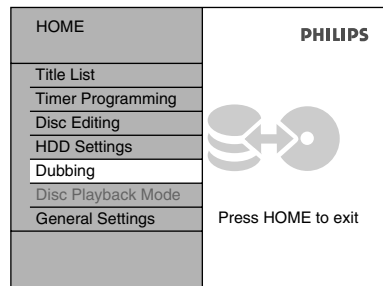 HOME
PHILIPS
Title List
Timer Programming
Disc Editing
HDD Settings
Dubbing
Disc Playback Mode
General Settings
Press HOME to exit